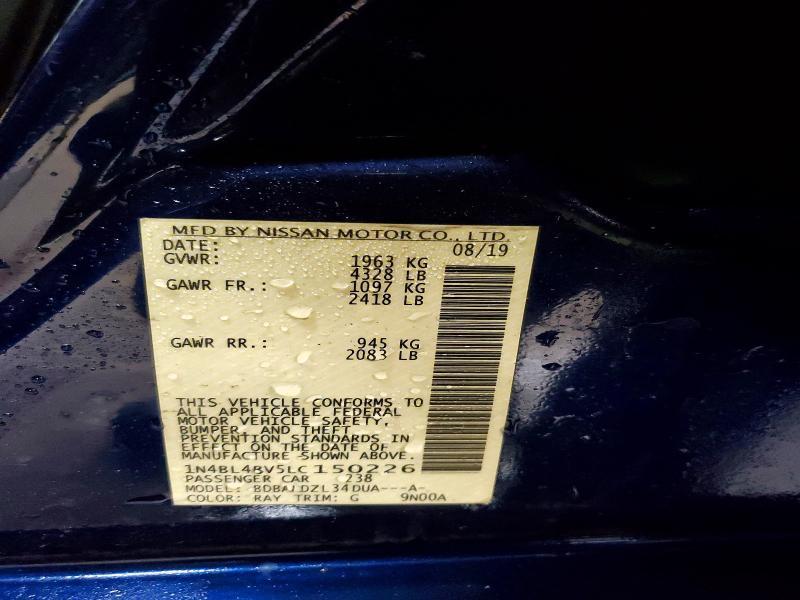 MFD BY NISSAN MOTOR CO., LTD.
DATE: 08/19
GVWR: 1963 KG
4328 LB
GAWR FR.: 1097 KG
2418 LB
GAWR RR.: 945 KG
2083 LB
THIS VEHICLE CONFORMS TO
ALL APPLICABLE FEDERAL
MOTOR VEHICLE SAFETY,
BUMPER, AND THEFT
PREVENTION STANDARDS IN
EFFECT ON THE DATE OF
MANUFACTURE SHOWN ABOVE.
1N4BL4BV5LC150226
PASSENGER CAR 238
MODEL:
COLOR: RAY TRIM: G 9N00A